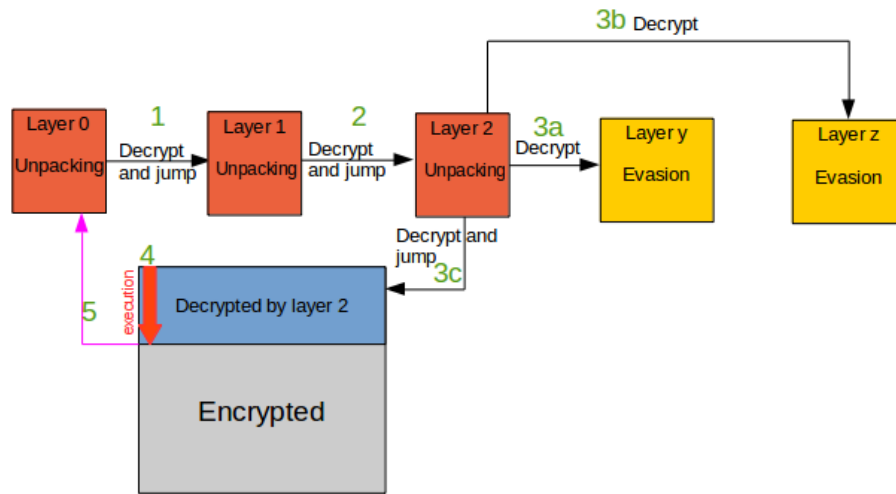 3b Decrypt
Layer 0
Unpacking
1
Decrypt
and jump
Layer 1
Unpacking
2
Decrypt
and jump
Layer 2
Unpacking
3a
Decrypt
Layer y
Evasion
Layer z
Evasion
Decrypt and
jump
3c
4
execution
5
Decrypted by layer 2
Encrypted